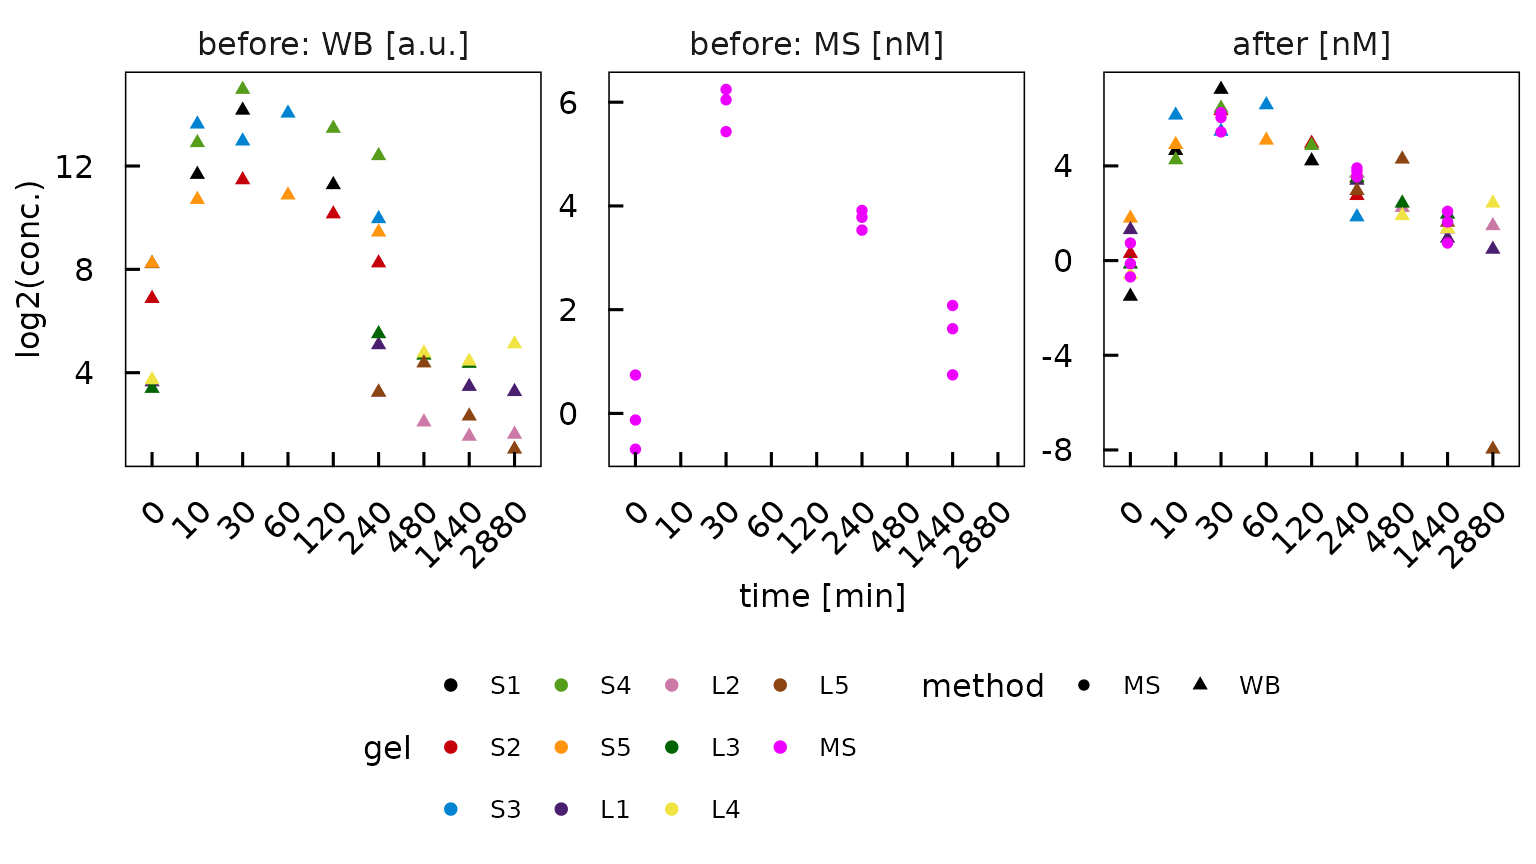 before: WB [a.u.]
before: MS [nM]
after [nM]
log2(conc.)
12
8
4
6
4
2
0
4
0
-4
-8
0 10 30 60 120 240 480 1440 2880
0 10 30 60 120 240 480 1440 2880
0 10 30 60 120 240 480 1440 2880
time [min]
gel
S1 S4 L2 L5
S2 S5 L3 MS
S3 L1 L4
method MS WB